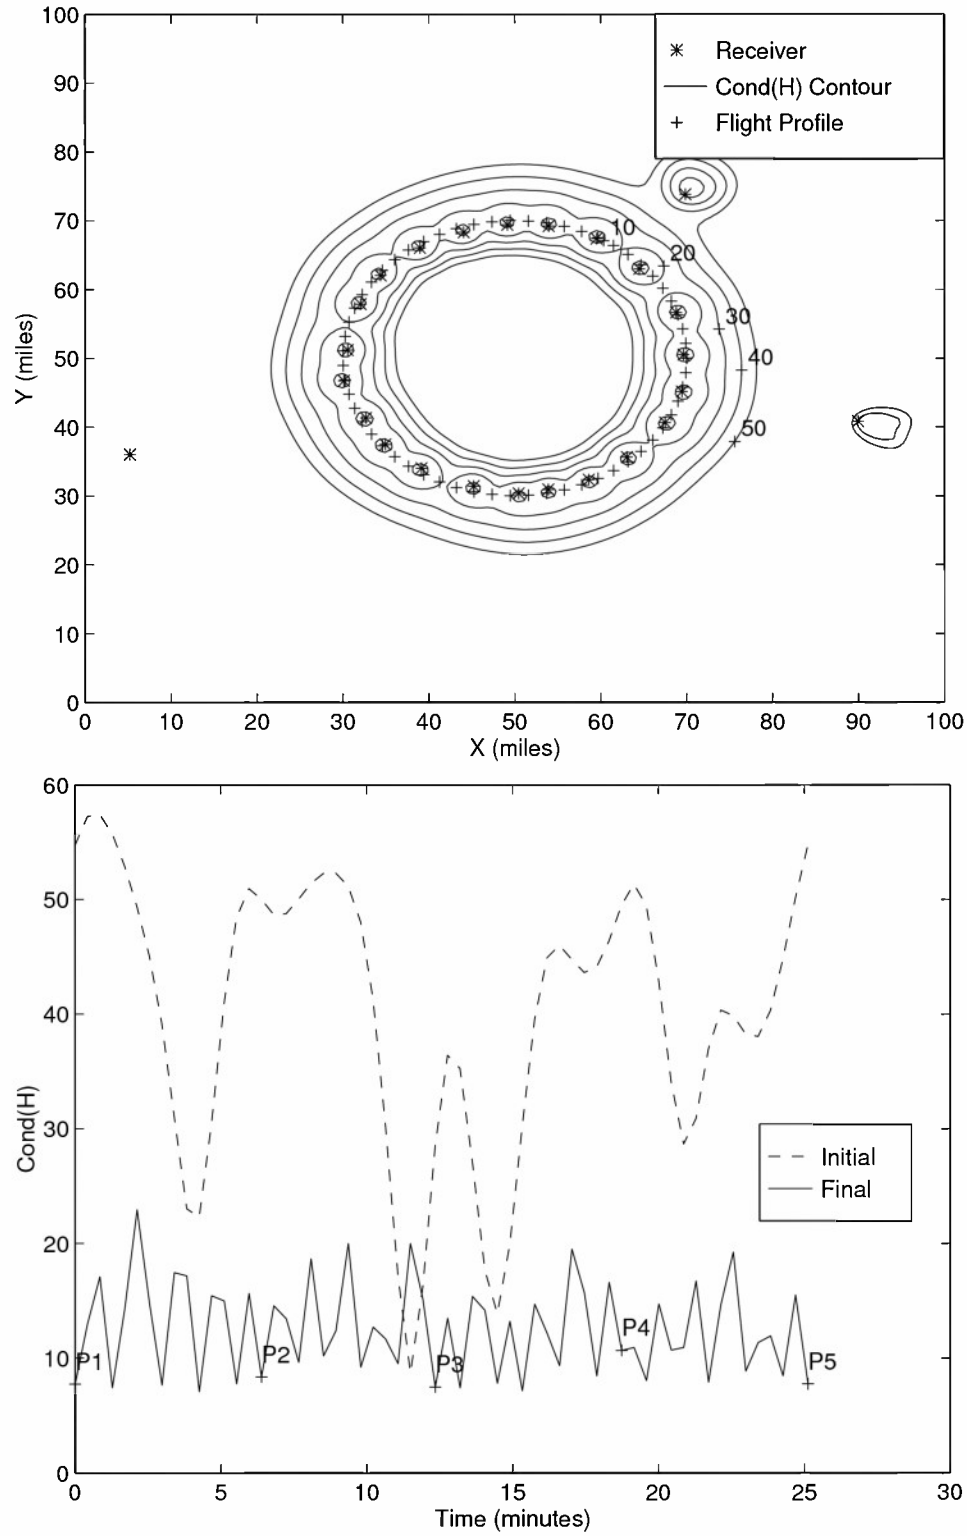 100
90
80
70
60
50
40
30
20
10
0
Y (miles)
Receiver
Cond(H) Contour
Flight Profile
10
20
30
40
50
0 10 20 30 40 50 60 70 80 90 100
X (miles)
60
50
40
30
20
10
0
Cond(H)
Initial
Final
P1
P2
P3
P4
P5
0 5 10 15 20 25 30
Time (minutes)